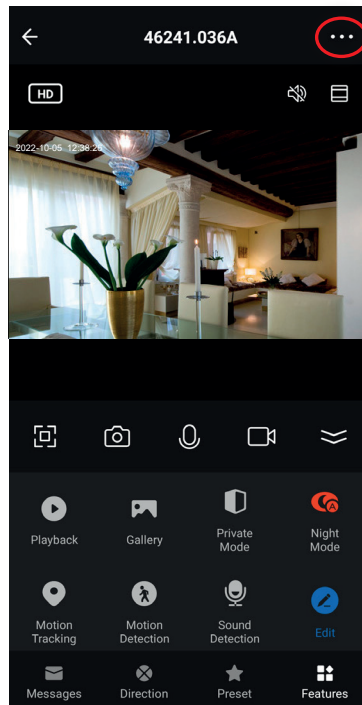 46241.036A
HD
2022-10-05 12:38:26
Playback
Gallery
Private
Mode
Night
Mode
A
Motion
Tracking
Motion
Detection
Sound
Detection
Edit
Messages
Direction
Preset
Features